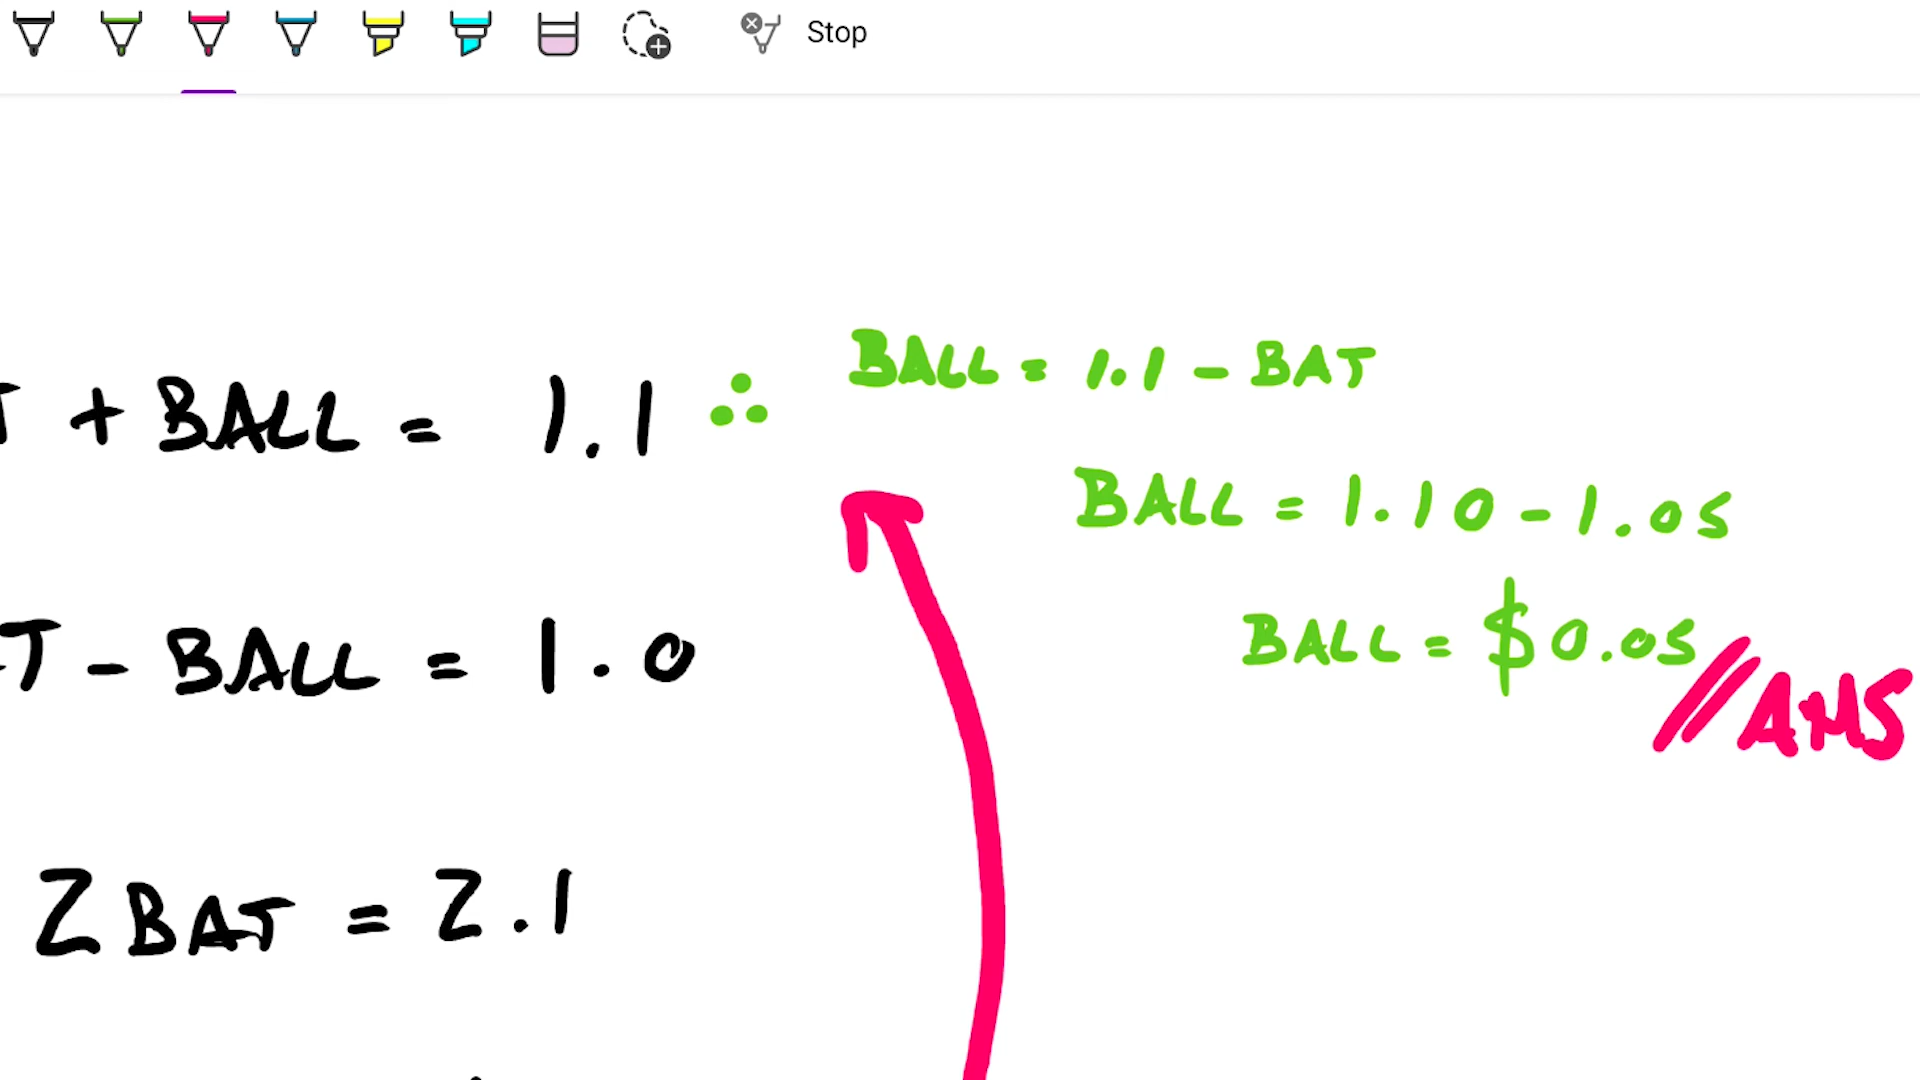 Stop
T + BALL = 1.1 ∴ BALL = 1.1 - BAT
BALL = 1.10 - 1.05
T - BALL = 1.0
BALL = $0.05 // ANS
2 BAT = 2.1